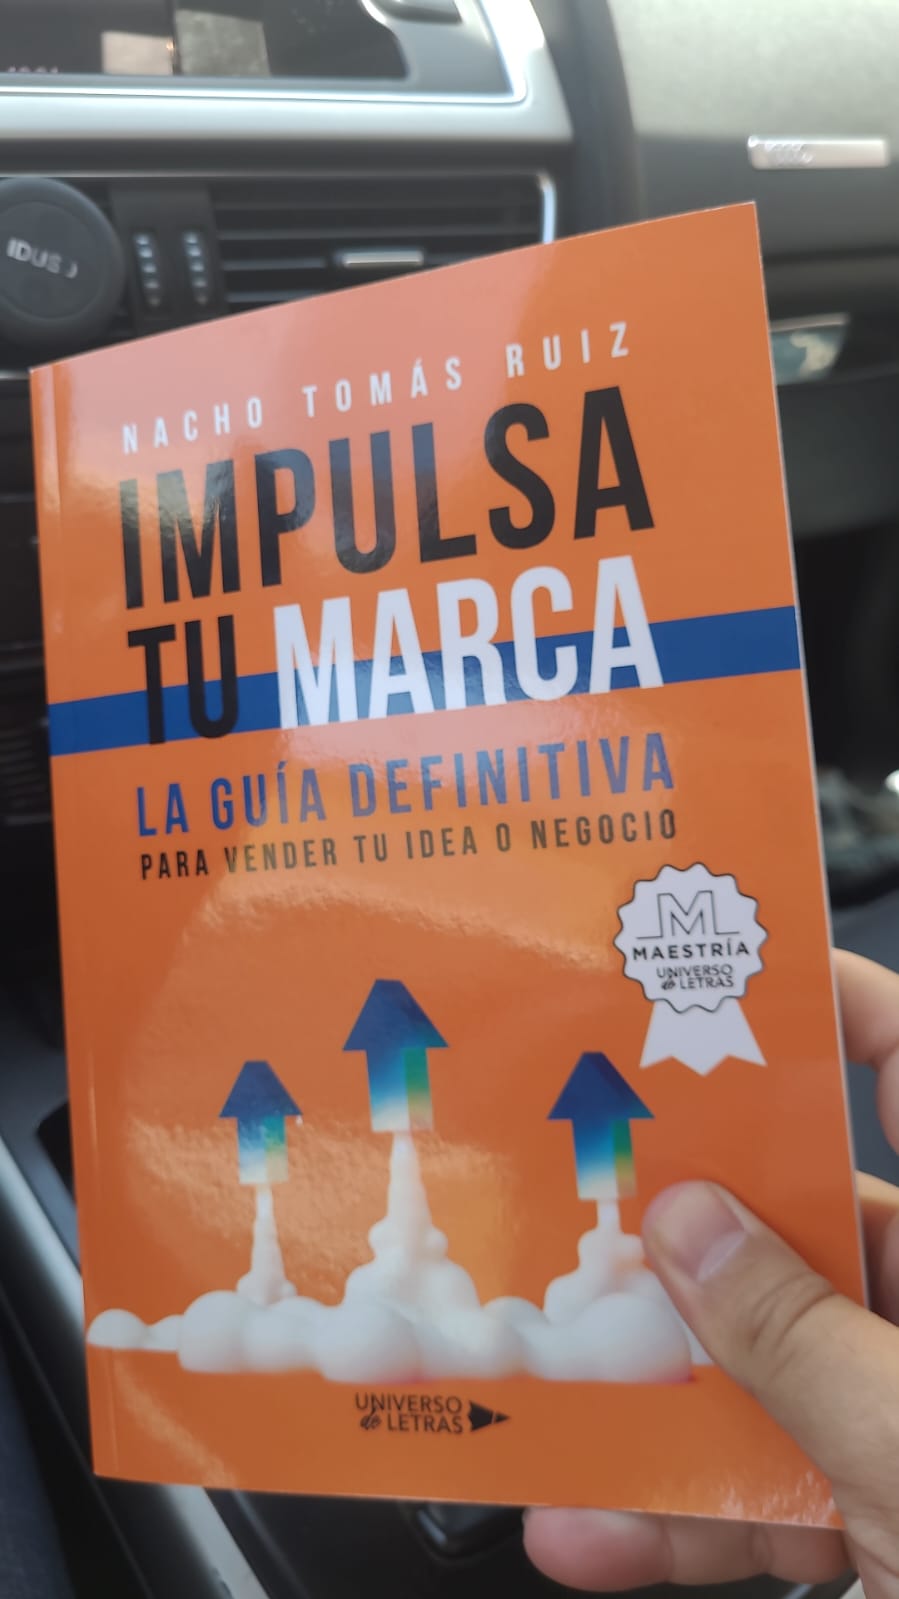 NACHO TOMÁS RUIZ
IMPULSA
TU MARCA
LA GUÍA DEFINITIVA
PARA VENDER TU IDEA O NEGOCIO
M
MAESTRÍA
UNIVERSO
de LETRAS
UNIVERSO
de LETRAS